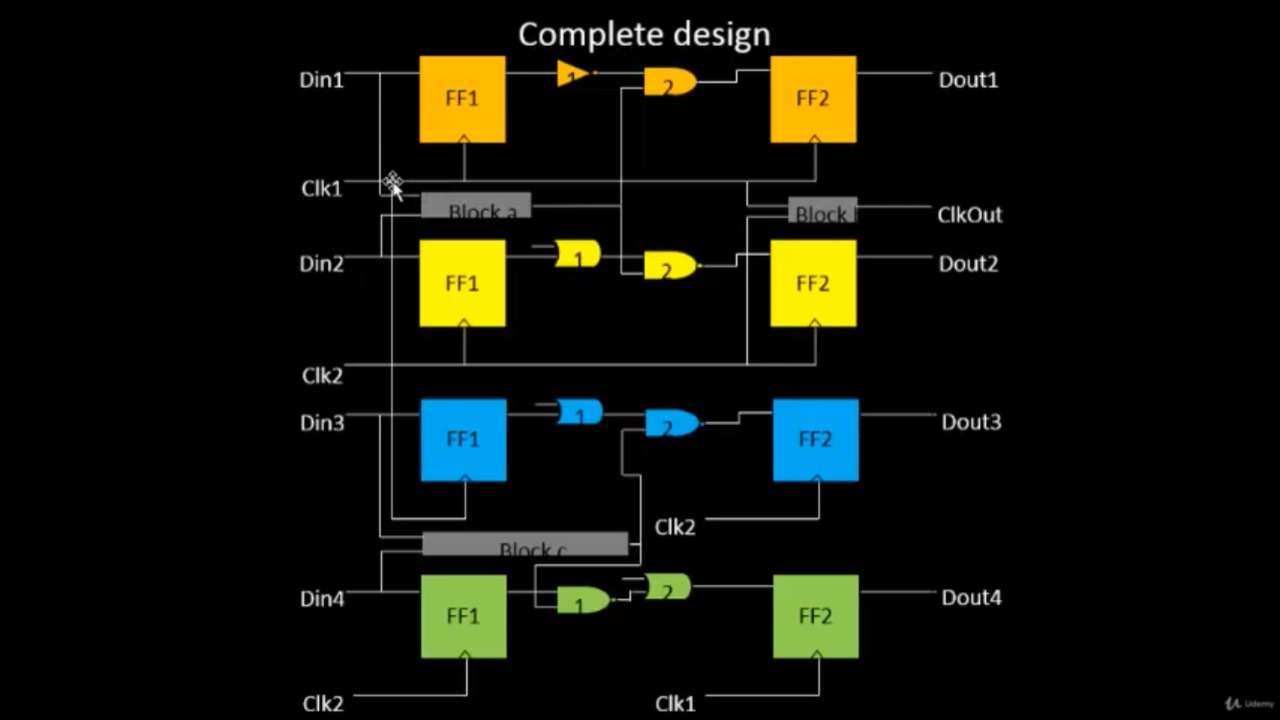 Complete design
Din1
FF1
1
2
FF2
Dout1
Clk1
Block a
Block
ClkOut
Din2
FF1
1
2
FF2
Dout2
Clk2
Din3
FF1
1
2
FF2
Dout3
Clk2
Block c
Din4
FF1
1
2
FF2
Dout4
Clk2
Clk1
Udemy